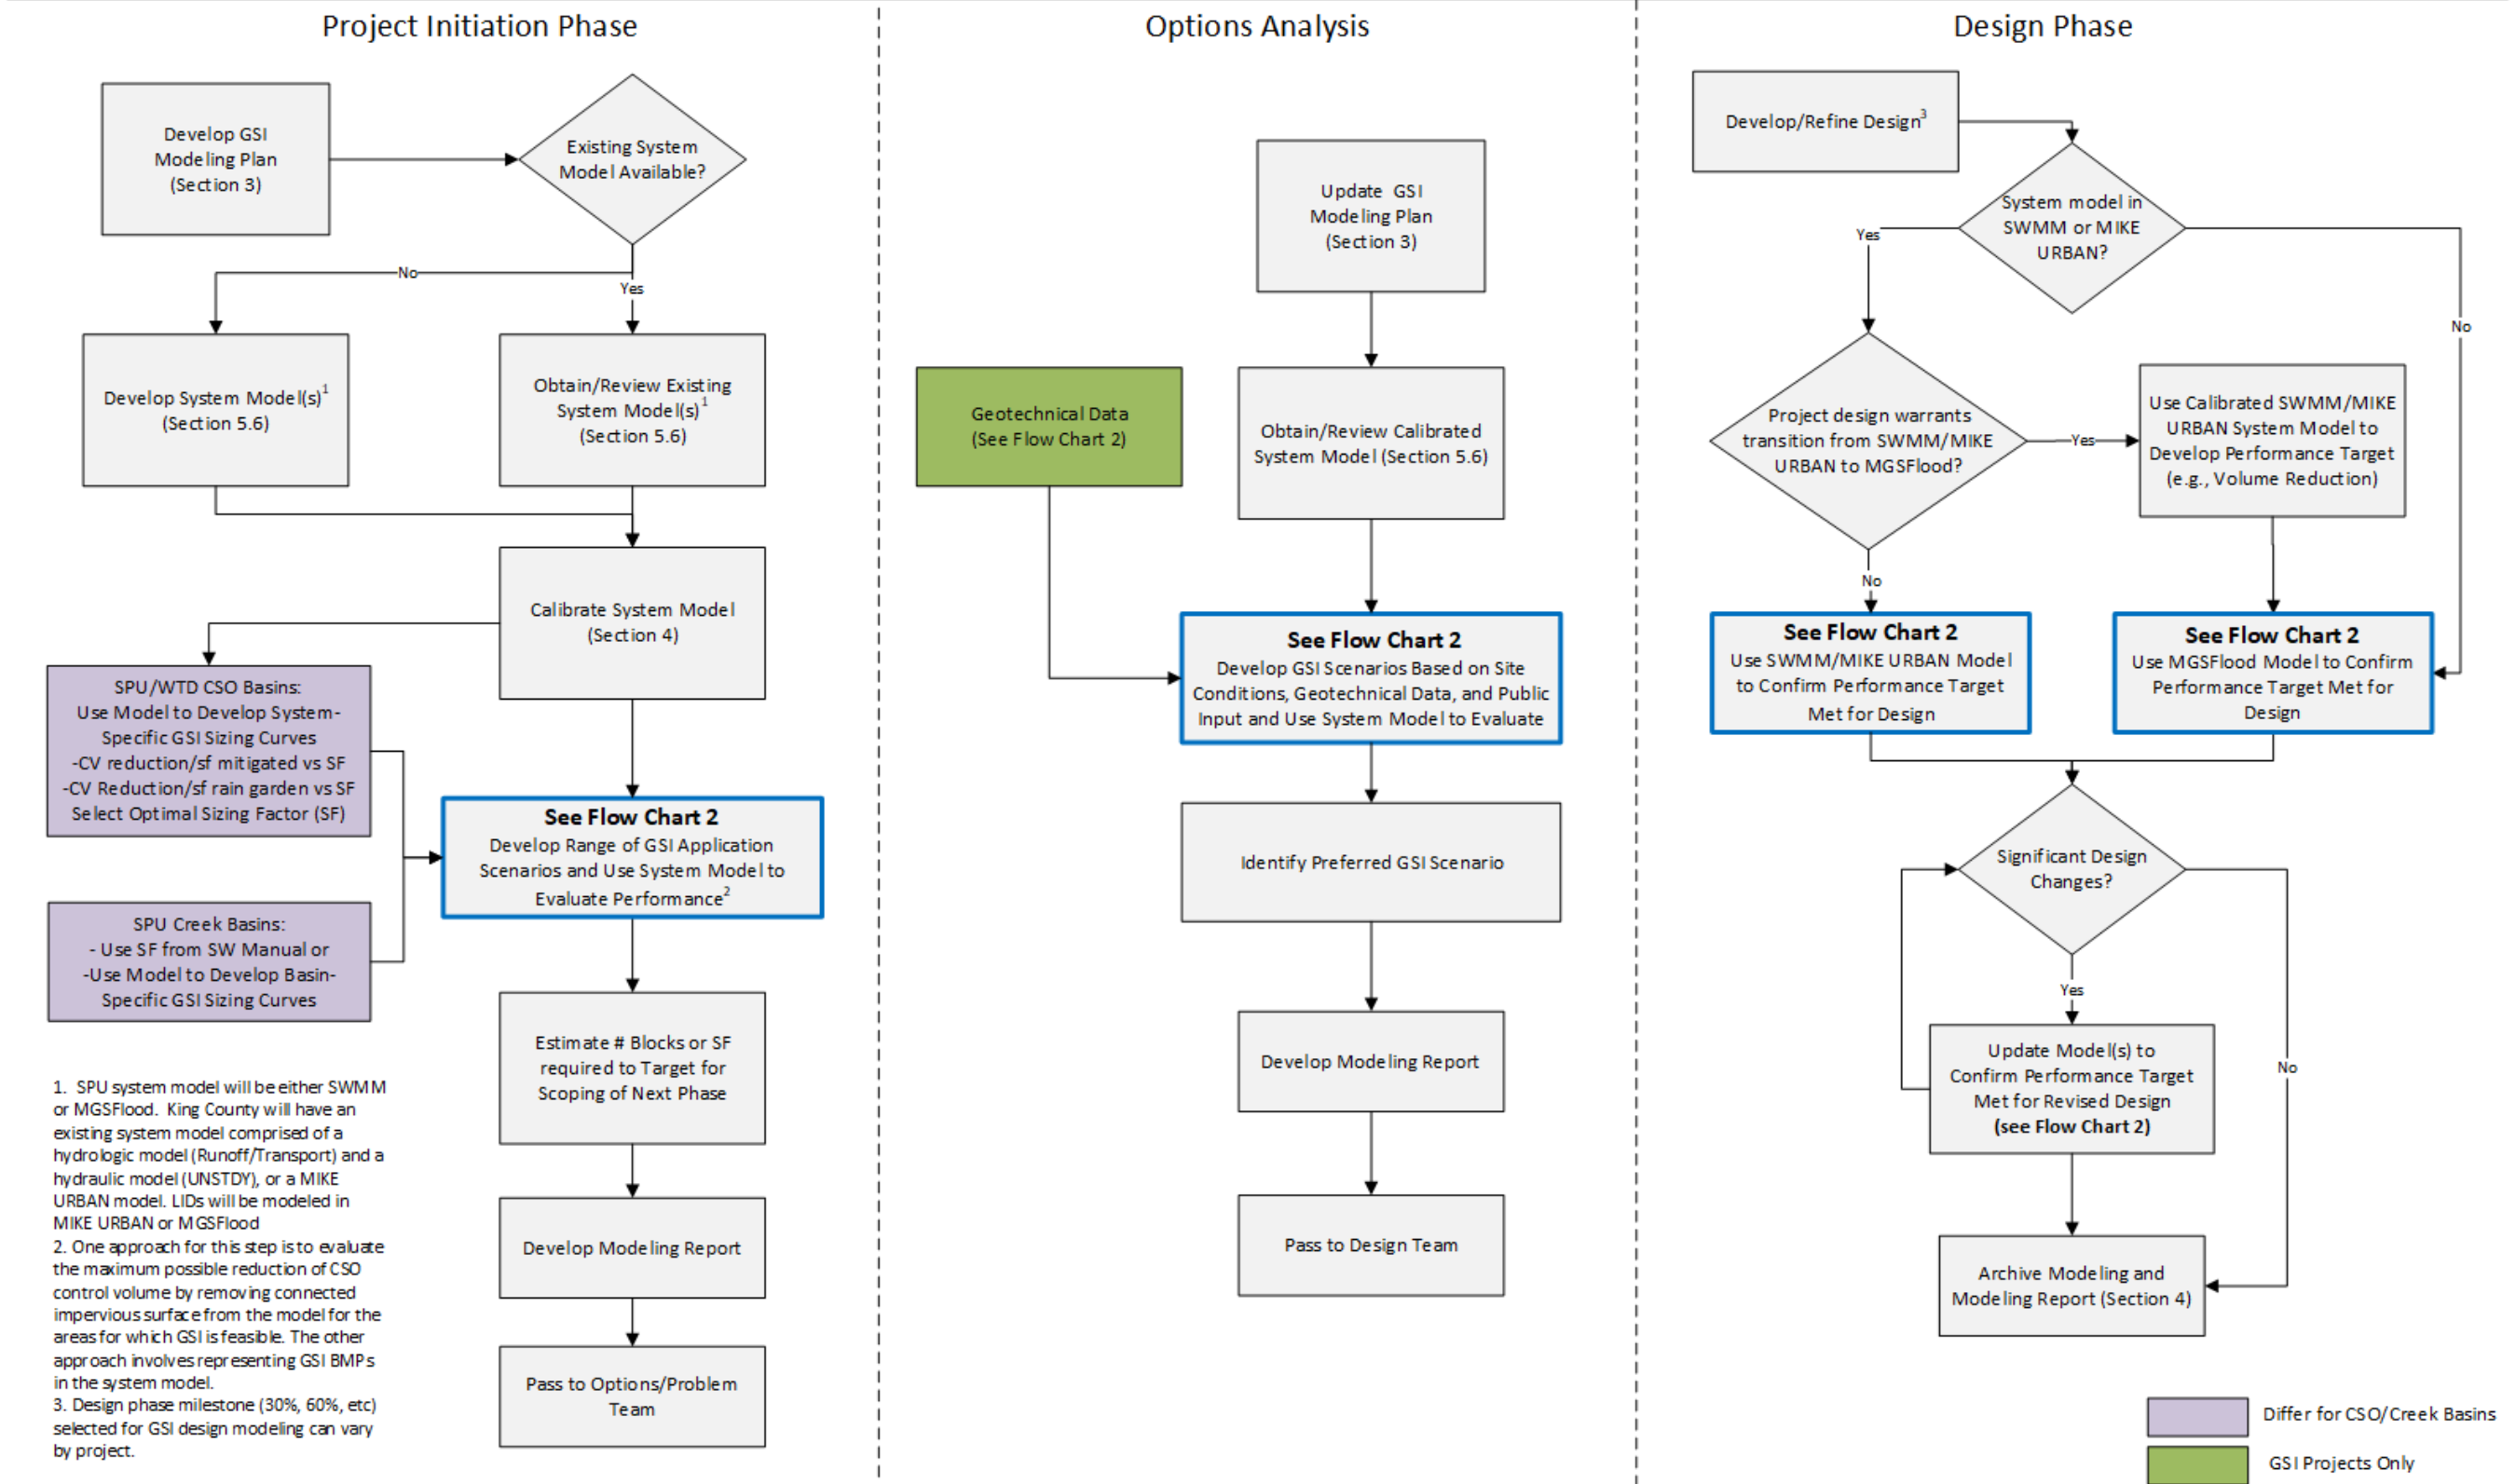 Project Initiation Phase
Develop GSI
Modeling Plan
(Section 3)
Existing System
Model Available?
No
Yes
Develop System Model(s)1
(Section 5.6)
Obtain/Review Existing
System Model(s)1
(Section 5.6)
Calibrate System Model
(Section 4)
SPU/WTD CSO Basins:
Use Model to Develop System-
Specific GSI Sizing Curves
-CV reduction/sf mitigated vs SF
-CV Reduction/sf rain garden vs SF
Select Optimal Sizing Factor (SF)
SPU Creek Basins:
- Use SF from SW Manual or
-Use Model to Develop Basin-
Specific GSI Sizing Curves
See Flow Chart 2
Develop Range of GSI Application
Scenarios and Use System Model to
Evaluate Performance2
Estimate # Blocks or SF
required to Target for
Scoping of Next Phase
Develop Modeling Report
Pass to Options/Problem
Team
1. SPU system model will be either SWMM
or MGSFlood. King County will have an
existing system model comprised of a
hydrologic model (Runoff/Transport) and a
hydraulic model (UNSTDY), or a MIKE
URBAN model. LIDs will be modeled in
MIKE URBAN or MGSFlood
2. One approach for this step is to evaluate
the maximum possible reduction of CSO
control volume by removing connected
impervious surface from the model for the
areas for which GSI is feasible. The other
approach involves representing GSI BMPs
in the system model.
3. Design phase milestone (30%, 60%, etc)
selected for GSI design modeling can vary
by project.
Options Analysis
Update GSI
Modeling Plan
(Section 3)
Geotechnical Data
(See Flow Chart 2)
Obtain/Review Calibrated
System Model (Section 5.6)
See Flow Chart 2
Develop GSI Scenarios Based on Site
Conditions, Geotechnical Data, and Public
Input and Use System Model to Evaluate
Identify Preferred GSI Scenario
Develop Modeling Report
Pass to Design Team
Design Phase
Develop/Refine Design3
System model in
SWMM or MIKE
URBAN?
Yes
No
Project design warrants
transition from SWMM/MIKE
URBAN to MGSFlood?
Yes
Use Calibrated SWMM/MIKE
URBAN System Model to
Develop Performance Target
(e.g., Volume Reduction)
No
See Flow Chart 2
Use SWMM/MIKE URBAN Model
to Confirm Performance Target
Met for Design
See Flow Chart 2
Use MGSFlood Model to Confirm
Performance Target Met for
Design
Significant Design
Changes?
Yes
No
Update Model(s) to
Confirm Performance Target
Met for Revised Design
(see Flow Chart 2)
Archive Modeling and
Modeling Report (Section 4)
Differ for CSO/Creek Basins
GSI Projects Only